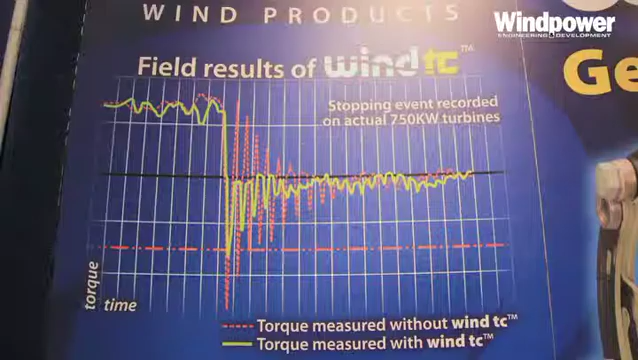 WIND PRODUCTS
Windpower
ENGINEERING & DEVELOPMENT
Field results of wind tc™
Ge
Stopping event recorded
on actual 750KW turbines
torque
time
Torque measured without wind tc™
Torque measured with wind tc™